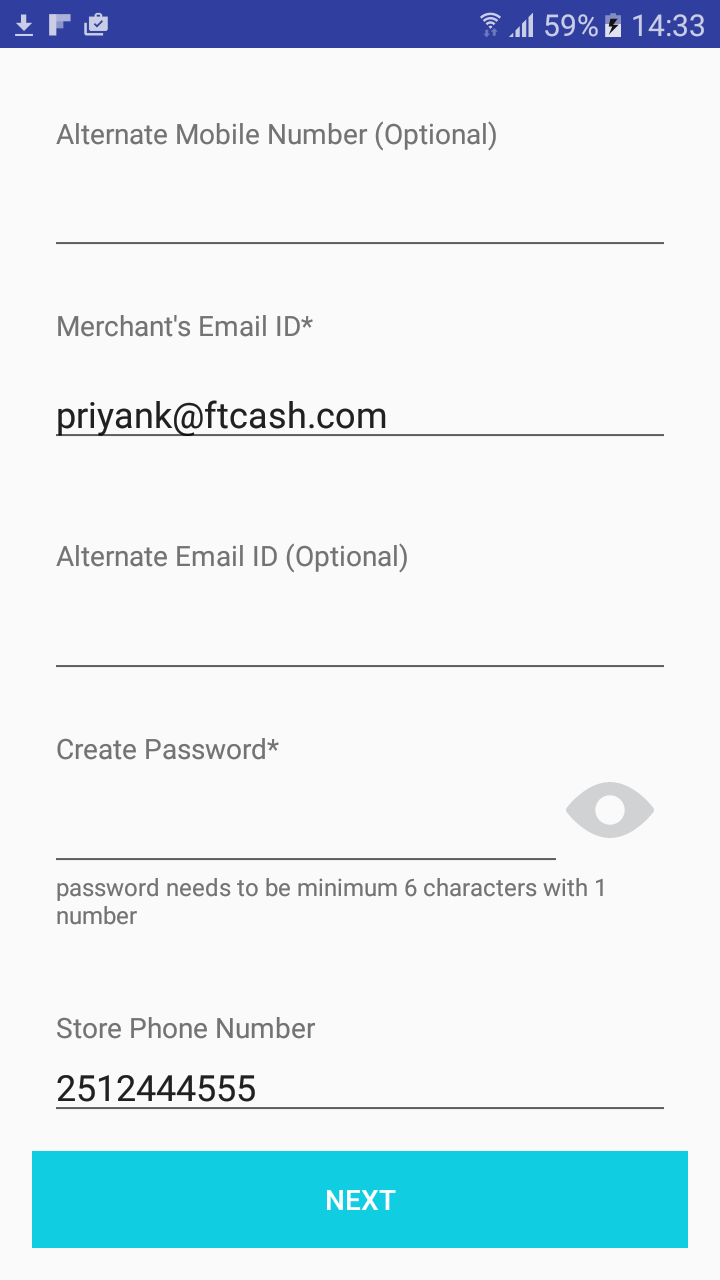 59% 14:33
Alternate Mobile Number (Optional)
Merchant's Email ID*
priyank@ftcash.com
Alternate Email ID (Optional)
Create Password*
password needs to be minimum 6 characters with 1
number
Store Phone Number
2512444555
NEXT